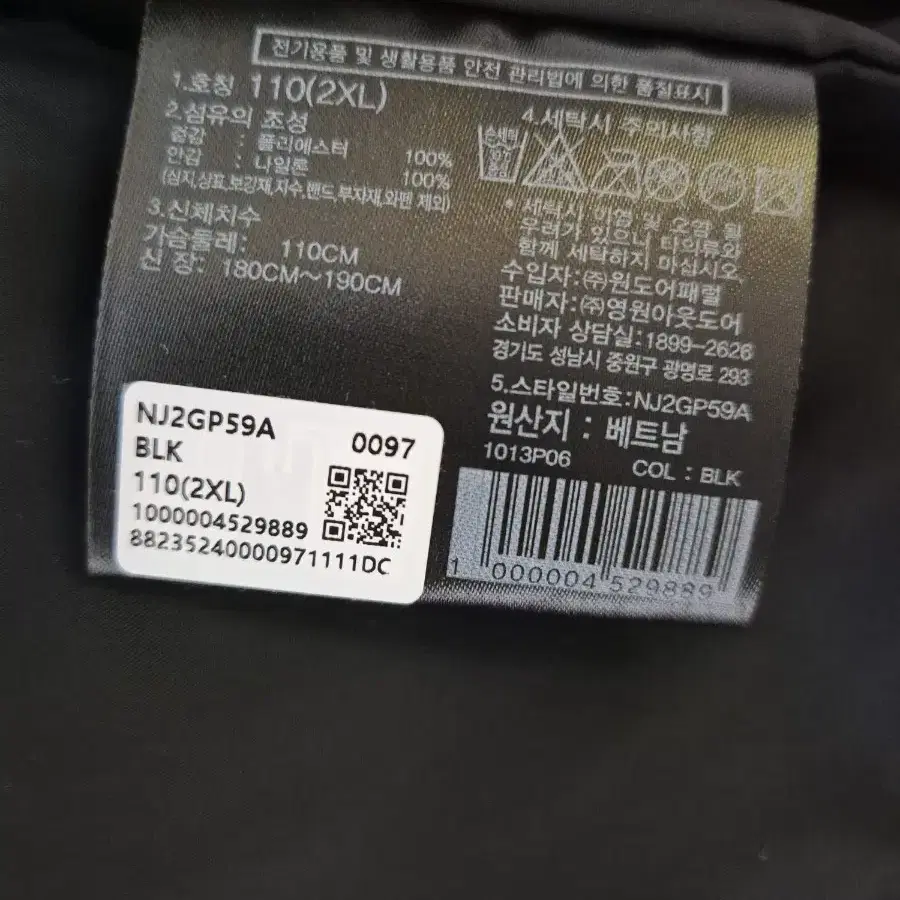 전기용품 및 생활용품 안전 관리법에 의한 품질표시
1.호칭 110(2XL)
2.섬유의 조성
겉감 : 폴리에스터 100%
안감 : 나일론 100%
(심지,상표,보강재,자수,밴드,부자재,와펜 제외)
3.신체치수
가슴둘레: 110CM
신 장: 180CM~190CM
4.세탁시 주의사항
손세탁
* 세탁시 이염 및 오염 될
우려가 있으니 타의류와
함께 세탁하지 마십시오.
수입자:(주)원도어패럴
판매자:(주)영원아웃도어
소비자 상담실:1899-2626
경기도 성남시 중원구 광명로 293
5.스타일번호:NJ2GP59A
원산지 : 베트남
1013P06 COL : BLK
1 000004 529889
NJ2GP59A 0097
BLK
110(2XL)
1000004529889
88235240000971111DC